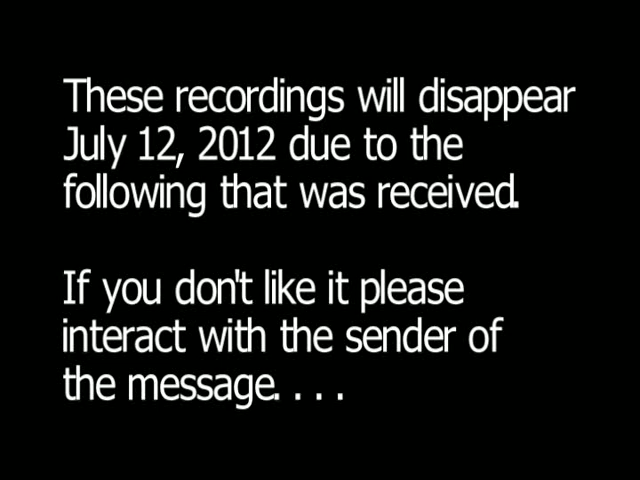 These recordings will disappear
July 12, 2012 due to the
following that was received.
If you don't like it please
interact with the sender of
the message. . . .